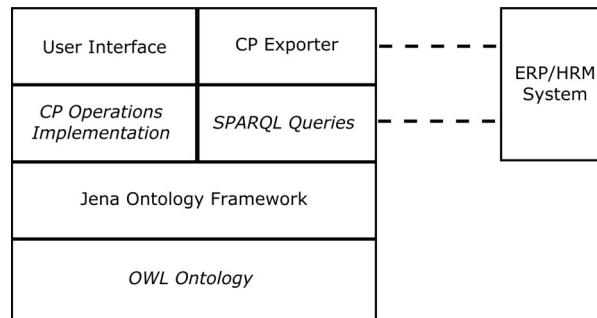 User Interface
CP Exporter
ERP/HRM
System
CP Operations
Implementation
SPARQL Queries
Jena Ontology Framework
OWL Ontology